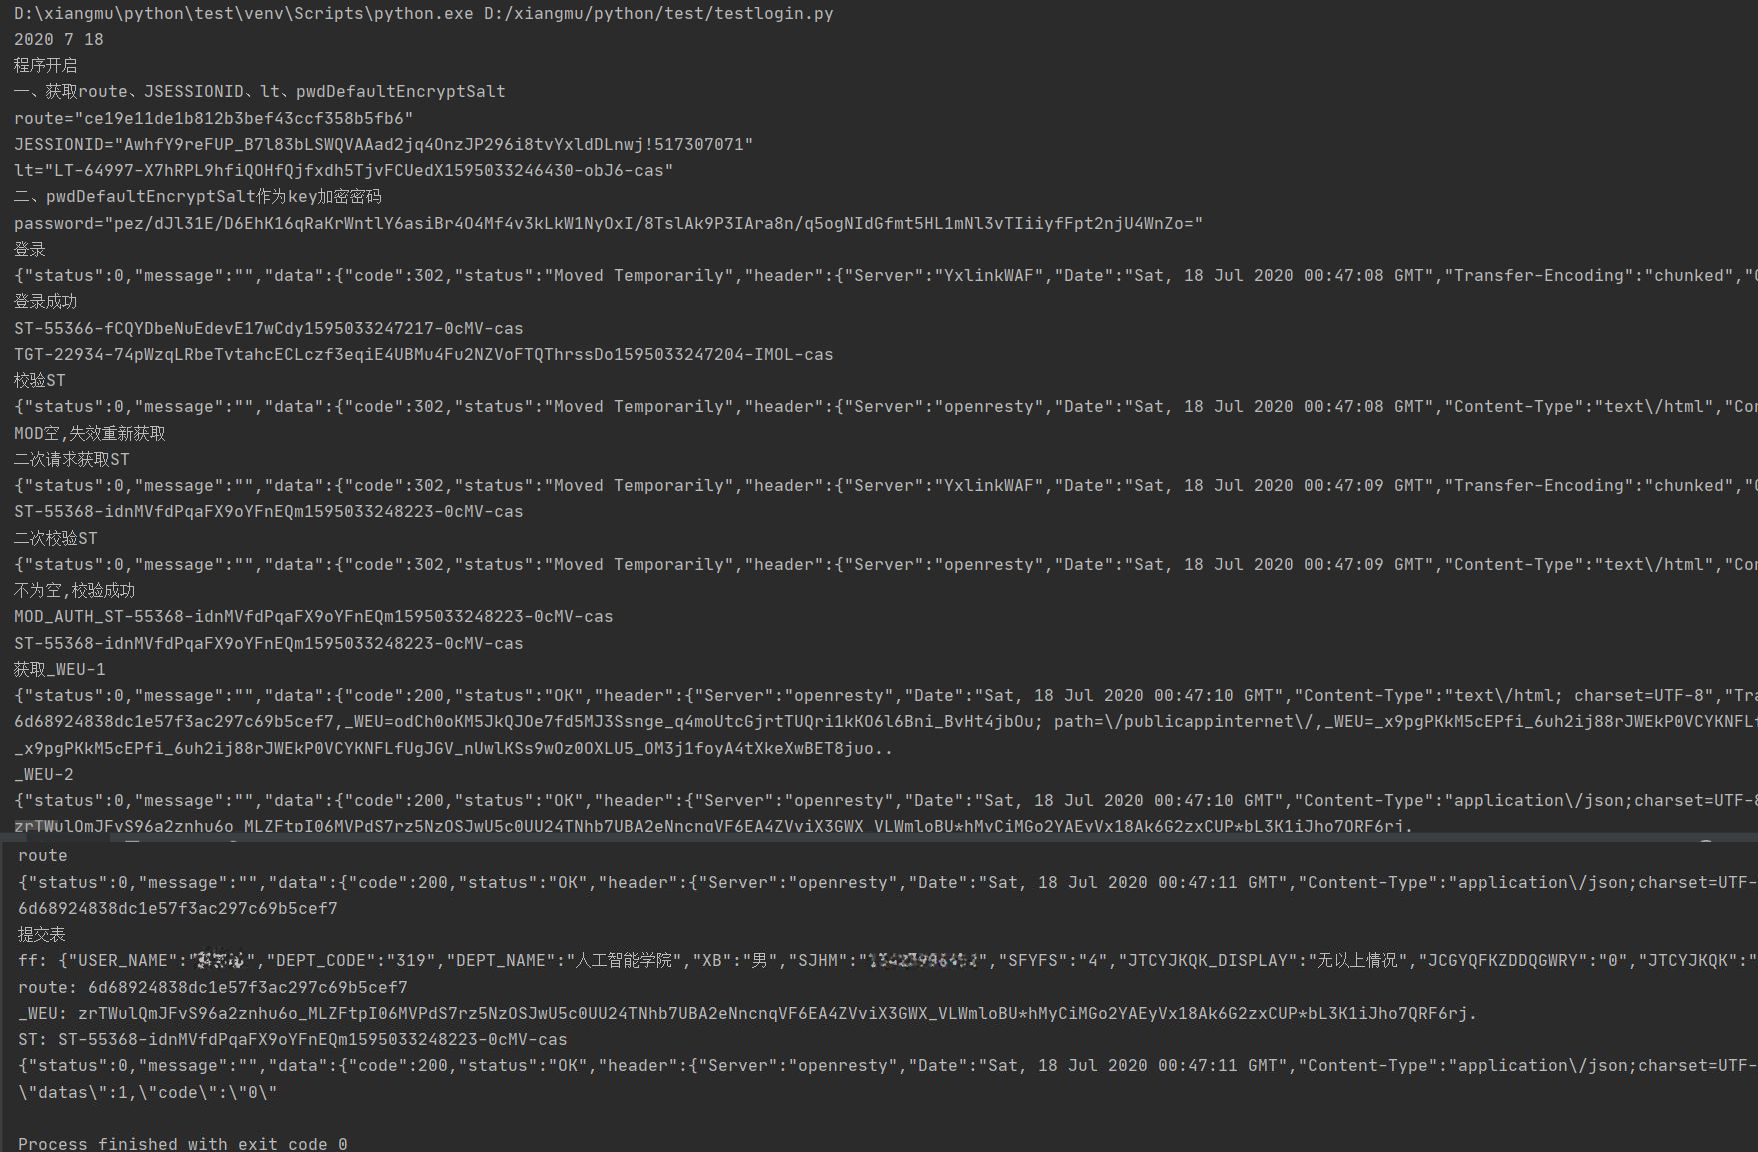 D:\xiangmu\python\test\venv\Scripts\python.exe D:/xiangmu/python/test/testlogin.py
2020 7 18
程序开启
一、获取route、JSESSIONID、lt、pwdDefaultEncryptSalt
route="ce19e11de1b812b3bef43ccf358b5fb6"
JESSIONID="AwhfY9reFUP_B7l83bLSWQVAAad2jq4OnzJP296i8tvYxldDLnwj!517307071"
lt="LT-64997-X7hRPL9hfiQOHfQjfxdh5TjvFCUedX1595033246430-obJ6-cas"
二、pwdDefaultEncryptSalt作为key加密密码
password="pez/dJl31E/D6EhK16qRaKrWntlY6asiBr4O4Mf4v3kLkW1NyOxI/8TslAk9P3IAra8n/q5ogNIdGfmt5HL1mNl3vTIiiyfFpt2njU4WnZo="
登录
{"status":0,"message":"","data":{"code":302,"status":"Moved Temporarily","header":{"Server":"YxlinkWAF","Date":"Sat, 18 Jul 2020 00:47:08 GMT","Transfer-Encoding":"chunked","
登录成功
ST-55366-fCQYDbeNuEdevE17wCdy1595033247217-0cMV-cas
TGT-22934-74pWzqLRbeTvtahcECLczf3eqiE4UBMu4Fu2NZVoFTQThrssDo1595033247204-IMOL-cas
校验ST
{"status":0,"message":"","data":{"code":302,"status":"Moved Temporarily","header":{"Server":"openresty","Date":"Sat, 18 Jul 2020 00:47:08 GMT","Content-Type":"text\/html","Con
MOD空,失效重新获取
二次请求获取ST
{"status":0,"message":"","data":{"code":302,"status":"Moved Temporarily","header":{"Server":"YxlinkWAF","Date":"Sat, 18 Jul 2020 00:47:09 GMT","Transfer-Encoding":"chunked","
ST-55368-idnMVfdPqaFX9oYFnEQm1595033248223-0cMV-cas
二次校验ST
{"status":0,"message":"","data":{"code":302,"status":"Moved Temporarily","header":{"Server":"openresty","Date":"Sat, 18 Jul 2020 00:47:09 GMT","Content-Type":"text\/html","Con
不为空,校验成功
MOD_AUTH_ST-55368-idnMVfdPqaFX9oYFnEQm1595033248223-0cMV-cas
ST-55368-idnMVfdPqaFX9oYFnEQm1595033248223-0cMV-cas
获取_WEU-1
{"status":0,"message":"","data":{"code":200,"status":"OK","header":{"Server":"openresty","Date":"Sat, 18 Jul 2020 00:47:10 GMT","Content-Type":"text\/html; charset=UTF-8","Tra
6d68924838dc1e57f3ac297c69b5cef7,_WEU=odCh0oKM5JkQJOe7fd5MJ3Ssnge_q4moUtcGjrtTUQri1kKO6l6Bni_BvHt4jbOu; path=\/publicappinternet\/,_WEU=_x9pgPKkM5cEPfi_6uh2ij88rJWEkP0VCYKNFLf
_x9pgPKkM5cEPfi_6uh2ij88rJWEkP0VCYKNFLfUgJGV_nUwlKSs9wOz0OXLU5_OM3j1foyA4tXkeXwBET8juo..
_WEU-2
{"status":0,"message":"","data":{"code":200,"status":"OK","header":{"Server":"openresty","Date":"Sat, 18 Jul 2020 00:47:10 GMT","Content-Type":"application\/json;charset=UTF-8
zrTWulQmJFvS96a2znhu6o_MLZFtpI06MVPdS7rz5NzOSJwU5c0UU24TNhb7UBA2eNncnqVF6EA4ZVviX3GWX_VLWmloBU*hMyCiMGo2YAEyVx18Ak6G2zxCUP*bL3K1iJho7QRF6rj.
route
{"status":0,"message":"","data":{"code":200,"status":"OK","header":{"Server":"openresty","Date":"Sat, 18 Jul 2020 00:47:11 GMT","Content-Type":"application\/json;charset=UTF-
6d68924838dc1e57f3ac297c69b5cef7
提交表
ff: {"USER_NAME":"","DEPT_CODE":"319","DEPT_NAME":"人工智能学院","XB":"男","SJHM":"","SFYFS":"4","JTCYJKQK_DISPLAY":"无以上情况","JCGYQFKZDDQGWRY":"0","JTCYJKQK":"
route: 6d68924838dc1e57f3ac297c69b5cef7
_WEU: zrTWulQmJFvS96a2znhu6o_MLZFtpI06MVPdS7rz5NzOSJwU5c0UU24TNhb7UBA2eNncnqVF6EA4ZVviX3GWX_VLWmloBU*hMyCiMGo2YAEyVx18Ak6G2zxCUP*bL3K1iJho7QRF6rj.
ST: ST-55368-idnMVfdPqaFX9oYFnEQm1595033248223-0cMV-cas
{"status":0,"message":"","data":{"code":200,"status":"OK","header":{"Server":"openresty","Date":"Sat, 18 Jul 2020 00:47:11 GMT","Content-Type":"application\/json;charset=UTF-
\"datas\":1,\"code\":\"0\"
Process finished with exit code 0